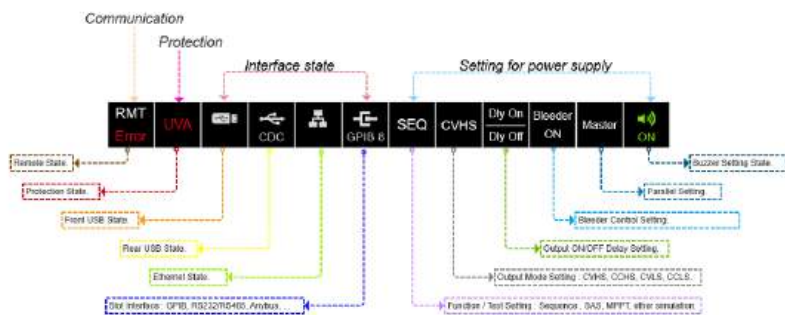 Communication
Protection
Interface state
Setting for power supply
RMT
Error
UVA
CDC
GPIB 8
SEQ
CVHS
Dly On
Dly Off
Bleeder
ON
Master
ON
Remote State.
Buzzer Setting State.
Protection State.
Parallel Setting.
Front USB State.
Bleeder Control Setting.
Rear USB State.
Output ON/OFF Delay Setting.
Ethernet State.
Output Mode Setting : CVHS, CCHS, CVLS, CCLS.
Slot Interface : GPIB, RS232/RS485, Anybus.
Function / Test Setting : Sequence , SAS, MPPT, other simulation.